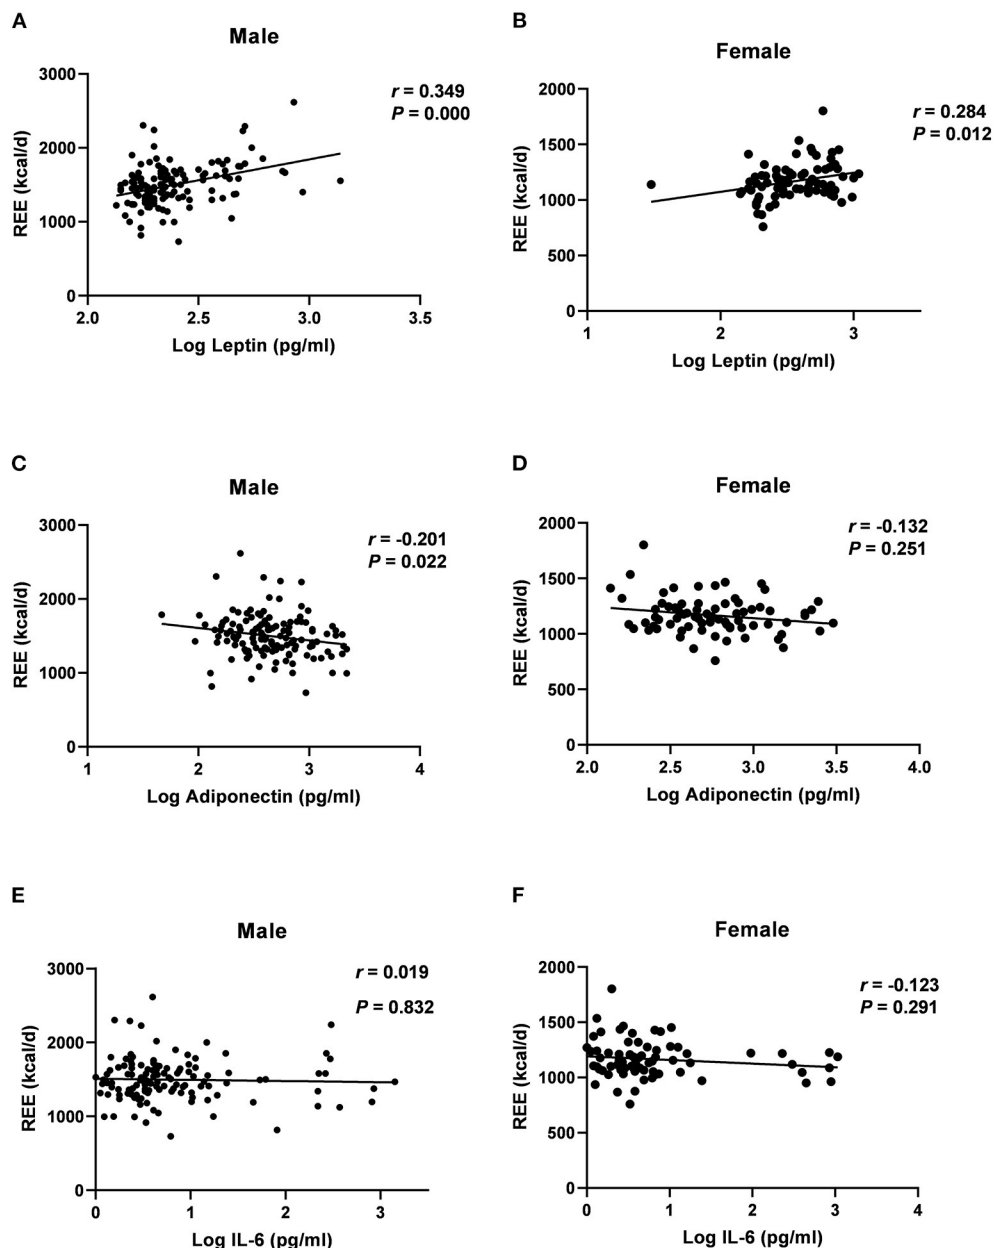 A
Male
r = 0.349
P = 0.000
REE (kcal/d)
3000
2000
1000
0
2.0 2.5 3.0 3.5
Log Leptin (pg/ml)
B
Female
r = 0.284
P = 0.012
REE (kcal/d)
2000
1500
1000
500
0
1 2 3
Log Leptin (pg/ml)
C
Male
r = -0.201
P = 0.022
REE (kcal/d)
3000
2000
1000
0
1 2 3 4
Log Adiponectin (pg/ml)
D
Female
r = -0.132
P = 0.251
REE (kcal/d)
2000
1500
1000
500
0
2.0 2.5 3.0 3.5 4.0
Log Adiponectin (pg/ml)
E
Male
r = 0.019
P = 0.832
REE (kcal/d)
3000
2000
1000
0
0 1 2 3
Log IL-6 (pg/ml)
F
Female
r = -0.123
P = 0.291
REE (kcal/d)
2000
1500
1000
500
0
0 1 2 3 4
Log IL-6 (pg/ml)